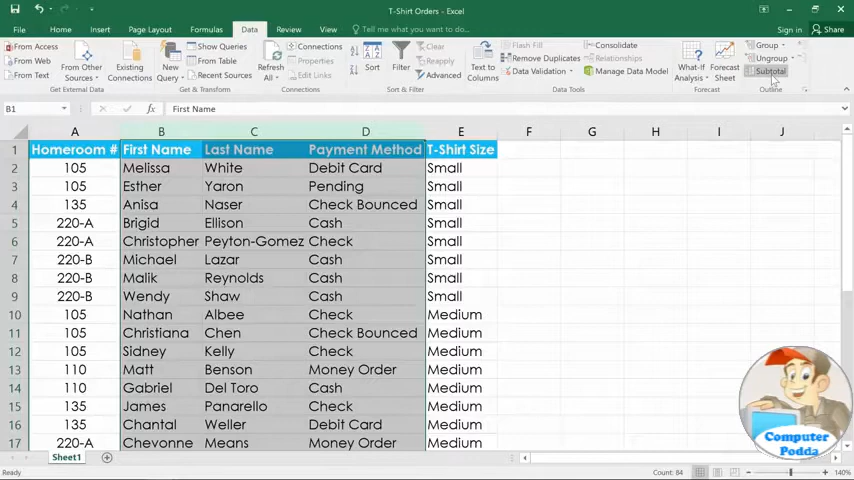 T-Shirt Orders - Excel
File Home Insert Page Layout Formulas Data Review View Tell me what you want to do... Sign in Share
From Access
From Web
From Text
From Other Sources
Existing Connections
Get External Data
New Query
Show Queries
From Table
Recent Sources
Get & Transform
Refresh All
Connections
Properties
Edit Links
Connections
Sort
Filter
Clear
Reapply
Advanced
Sort & Filter
Text to Columns
Flash Fill
Remove Duplicates
Data Validation
Consolidate
Relationships
Manage Data Model
Data Tools
What-If Analysis
Forecast Sheet
Forecast
Group
Ungroup
Subtotal
Outline
B1 fx First Name
A B C D E F G H I J
1 Homeroom # First Name Last Name Payment Method T-Shirt Size
2 105 Melissa White Debit Card Small
3 105 Esther Yaron Pending Small
4 135 Anisa Naser Check Bounced Small
5 220-A Brigid Ellison Cash Small
6 220-A Christopher Peyton-Gomez Check Small
7 220-B Michael Lazar Cash Small
8 220-B Malik Reynolds Cash Small
9 220-B Wendy Shaw Cash Small
10 105 Nathan Albee Check Medium
11 105 Christiana Chen Check Bounced Medium
12 105 Sidney Kelly Check Medium
13 110 Matt Benson Money Order Medium
14 110 Gabriel Del Toro Cash Medium
15 135 James Panarello Check Medium
16 135 Chantal Weller Debit Card Medium
17 220-A Chevonne Means Money Order Medium
Computer
Podda
Sheet1
Ready Count: 84 140%